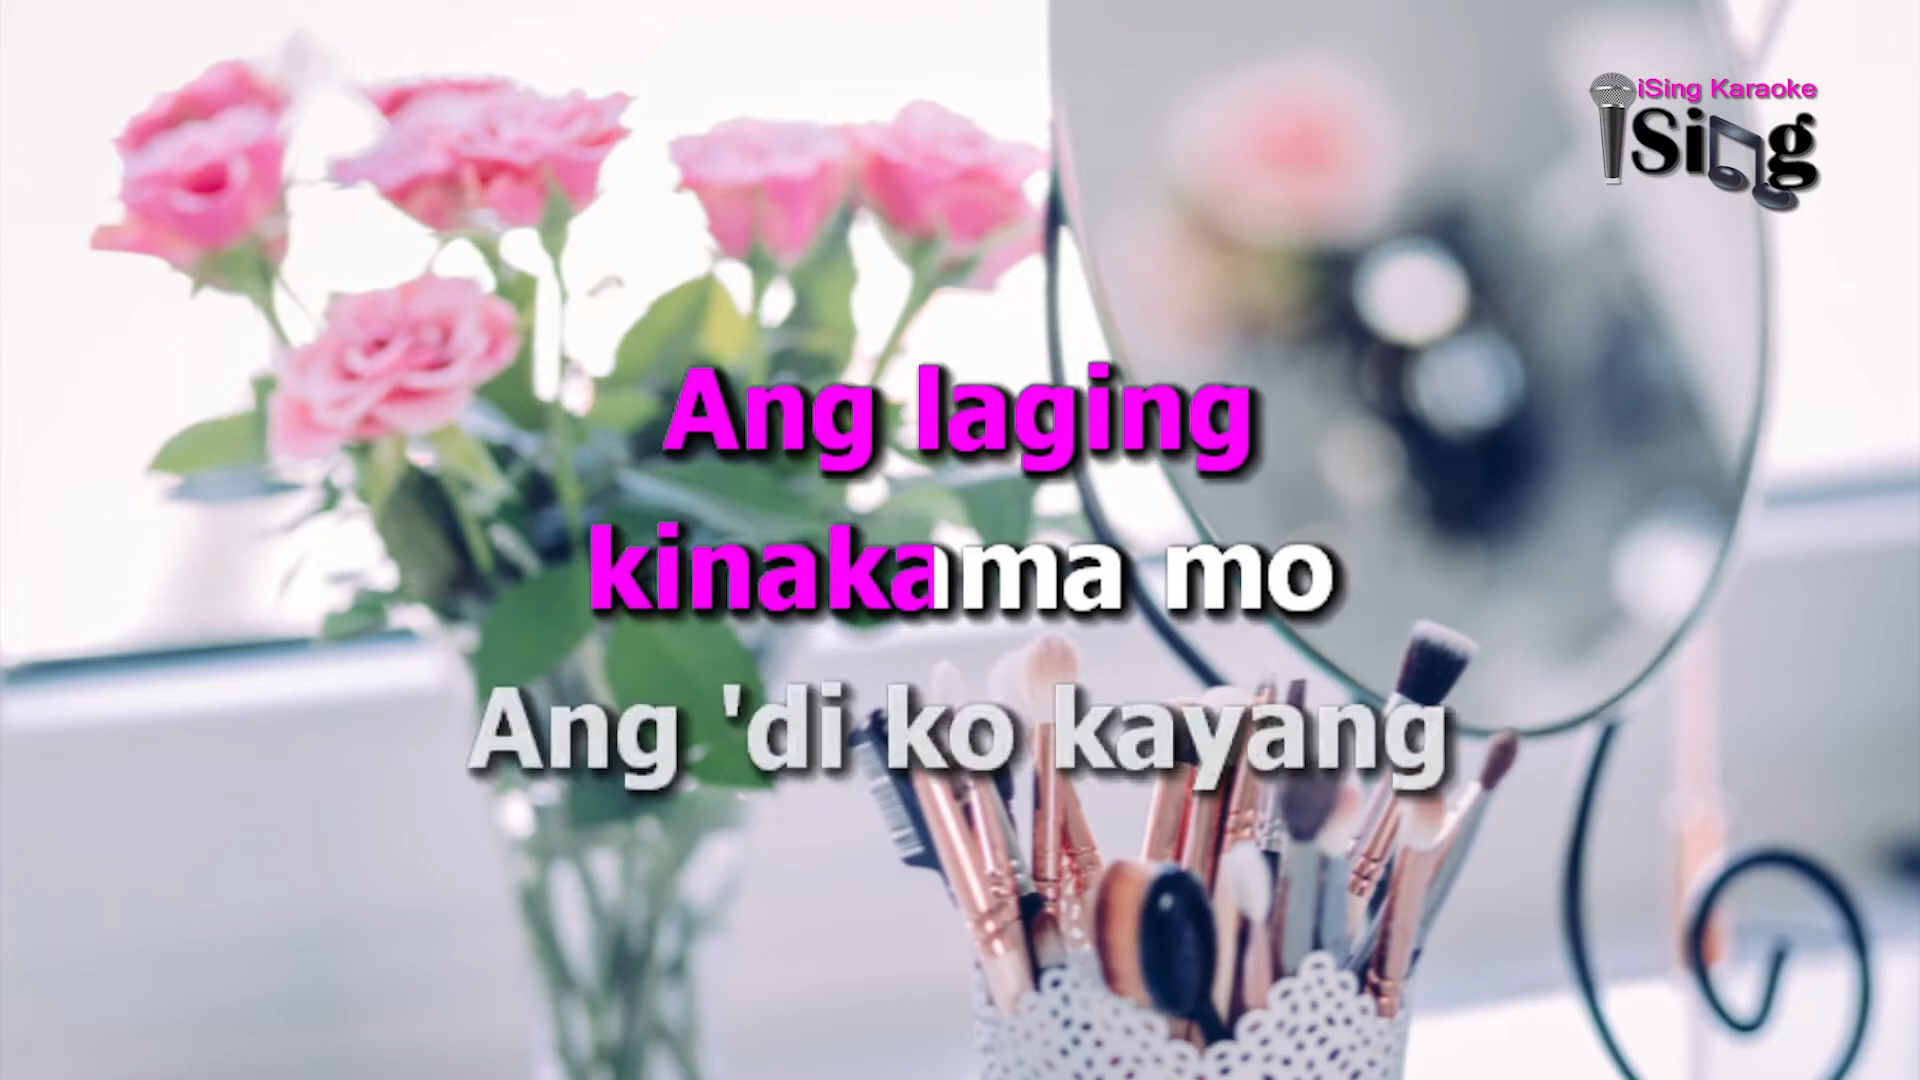 iSing Karaoke
iSing
Ang laging
kinakama mo
Ang 'di ko kayang